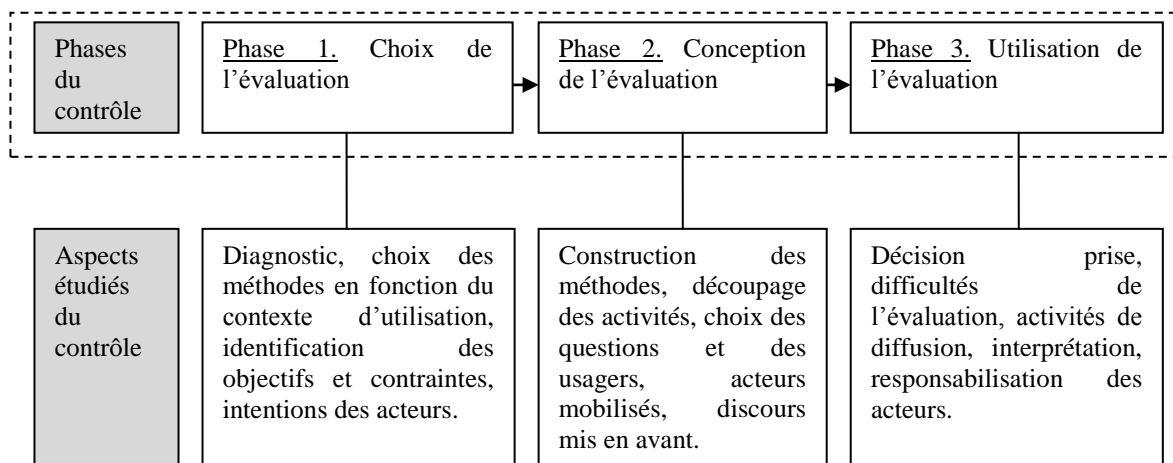 Phases
du
contrôle
Phase 1. Choix de
l’évaluation
Phase 2. Conception
de l’évaluation
Phase 3. Utilisation de
l’évaluation
Aspects
étudiés
du
contrôle
Diagnostic, choix des
méthodes en fonction du
contexte d’utilisation,
identification des
objectifs et contraintes,
intentions des acteurs.
Construction des
méthodes, découpage
des activités, choix des
questions et des
usagers, acteurs
mobilisés, discours
mis en avant.
Décision prise,
difficultés de
l’évaluation, activités de
diffusion, interprétation,
responsabilisation des
acteurs.